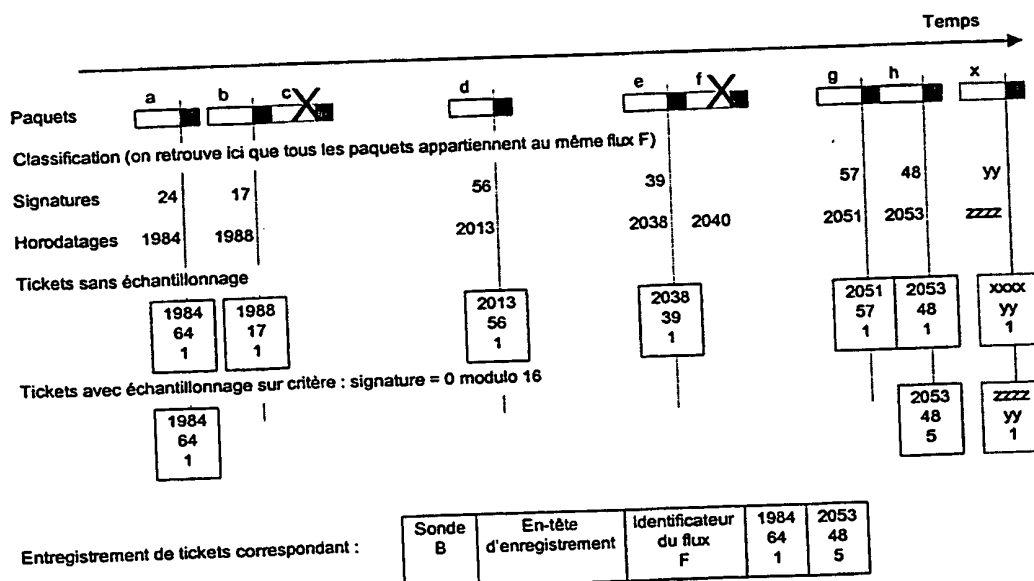 Temps
a b c d e f g h x
Paquets
Classification (on retrouve ici que tous les paquets appartiennent au même flux F)
Signatures 24 17 56 39 57 48 yy
Horodatages 1984 1988 2013 2038 2040 2051 2053 zzzz
Tickets sans échantillonnage
1984 1988 2013 2038 2051 2053 xxxx
64 17 56 39 57 48 yy
1 1 1 1 1 1 1
Tickets avec échantillonnage sur critère : signature = 0 modulo 16
1984 2053 zzzz
64 48 yy
1 5 1
Entregistrement de tickets correspondant :
Sonde En-tête Identificateur 1984 2053
B d'enregistrement du flux 64 48
F 1 5